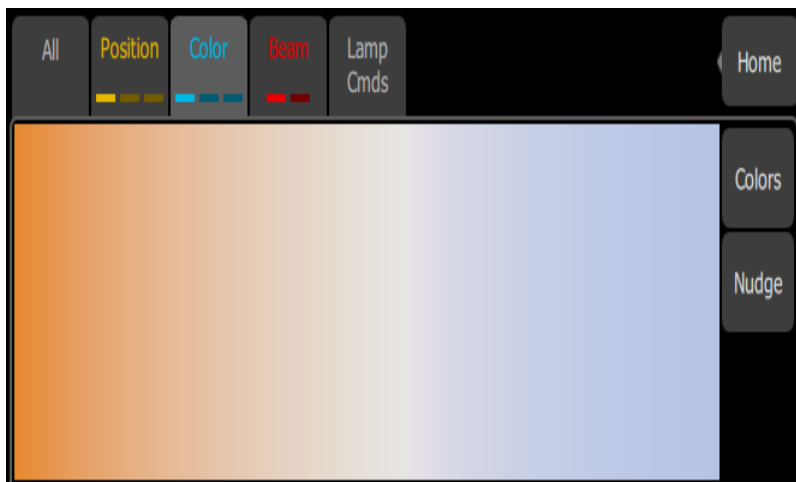 All
Position
Color
Beam
Lamp
Cmds
Home
Colors
Nudge